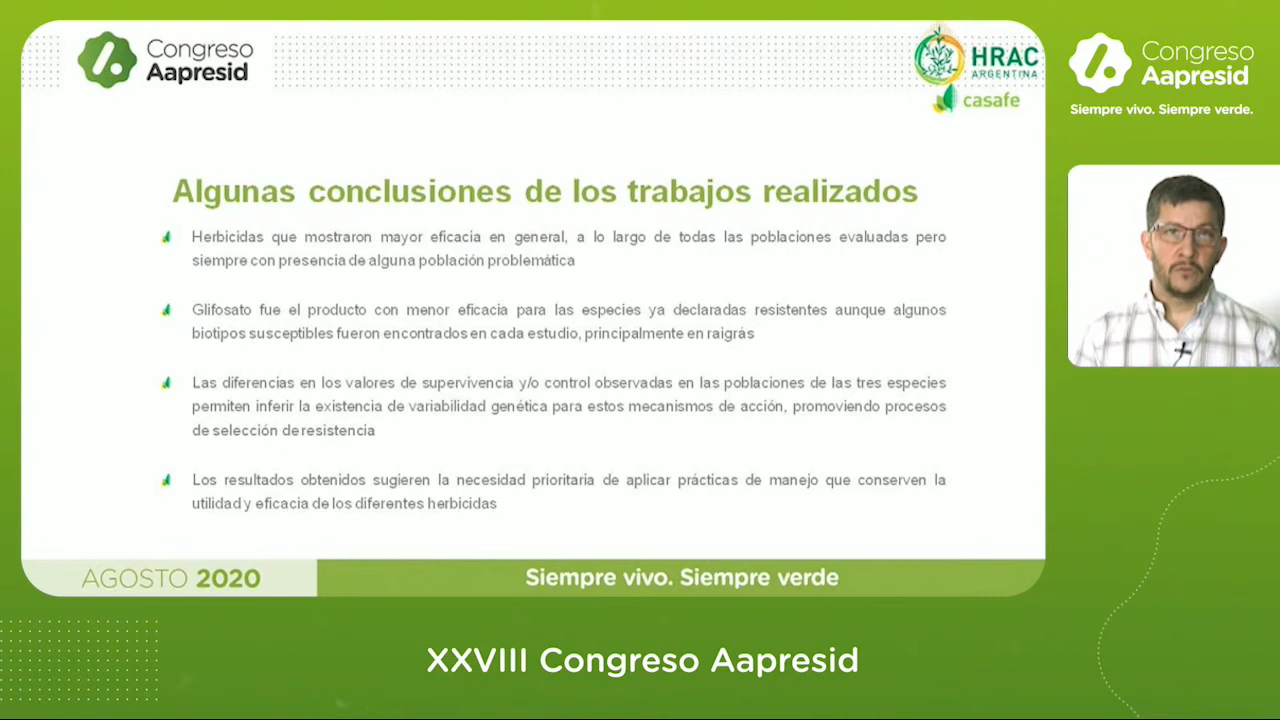 Congreso
Aapresid
HRAC
ARGENTINA
casafe
Congreso
Aapresid
Siempre vivo. Siempre verde.
Algunas conclusiones de los trabajos realizados
Herbicidas que mostraron mayor eficacia en general, a lo largo de todas las poblaciones evaluadas pero
siempre con presencia de alguna población problemática
Glifosato fue el producto con menor eficacia para las especies ya declaradas resistentes aunque algunos
biotipos susceptibles fueron encontrados en cada estudio, principalmente en raigrás
Las diferencias en los valores de supervivencia y/o control observadas en las poblaciones de las tres especies
permiten inferir la existencia de variabilidad genética para estos mecanismos de acción, promoviendo procesos
de selección de resistencia
Los resultados obtenidos sugieren la necesidad prioritaria de aplicar prácticas de manejo que conserven la
utilidad y eficacia de los diferentes herbicidas
AGOSTO 2020
Siempre vivo. Siempre verde
XXVIII Congreso Aapresid